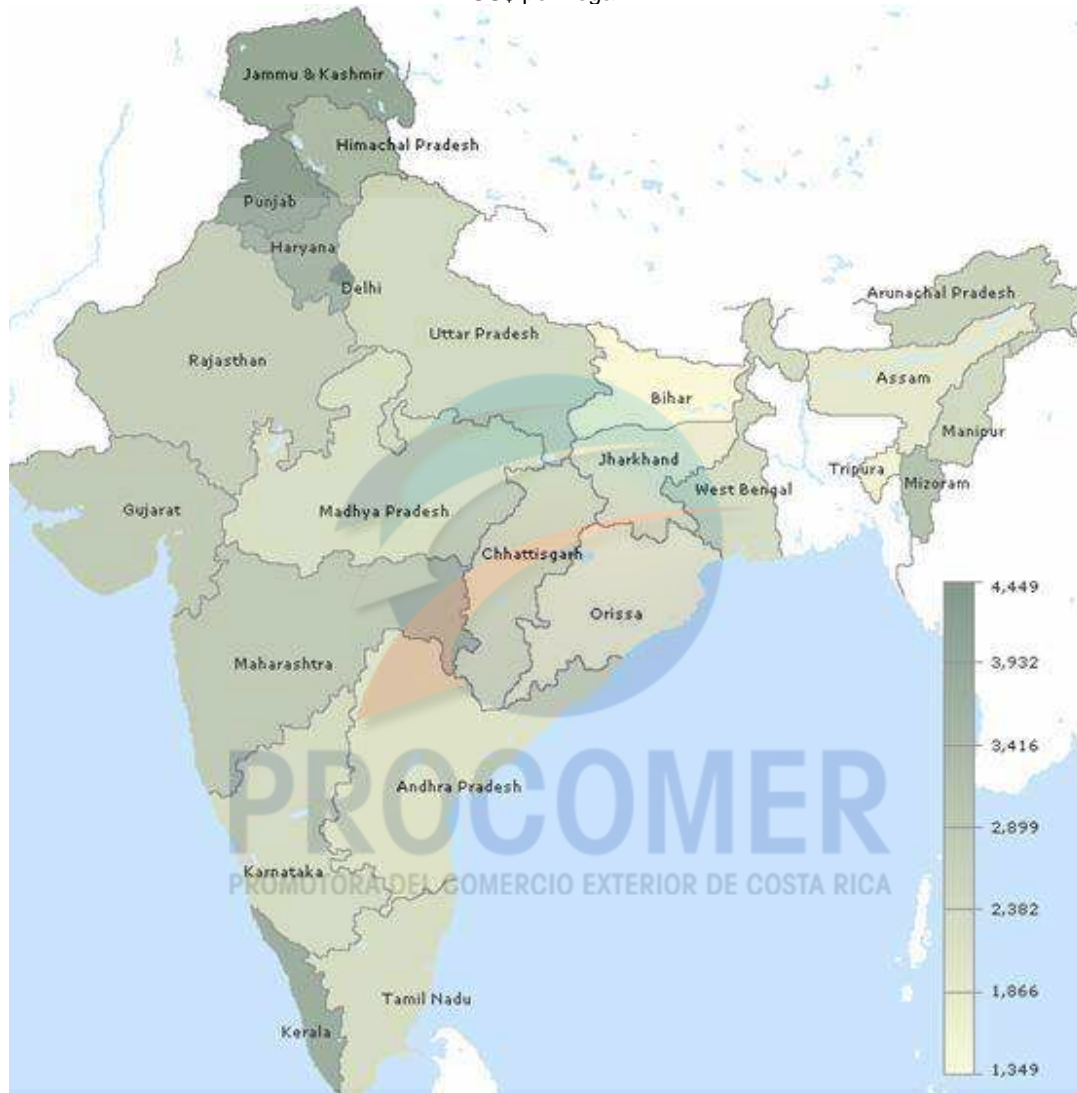 Jammu & Kashmir
Himachal Pradesh
Punjab
Haryana
Delhi
Arunachal Pradesh
Uttar Pradesh
Rajasthan
Assam
Bihar
Manipur
Jharkhand
Tripura
Mizoram
West Bengal
Gujarat
Madhya Pradesh
Chhattisgarh
Orissa
Maharashtra
Andhra Pradesh
Karnataka
Tamil Nadu
Kerala
4,449
3,932
3,416
2,899
2,382
1,866
1,349
PROCOMER
PROMOTORA DEL COMERCIO EXTERIOR DE COSTA RICA